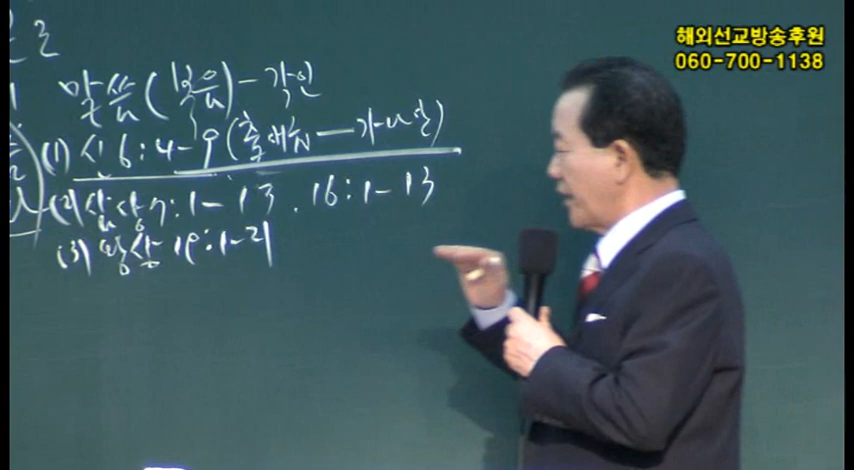 해외선교방송후원
060-700-1138
말씀(복음)-각인
(1) 신6:4-9(출애굽-가나안)
(2) 삼상7:1-13. 16:1-13
(3) 왕상19:1-21